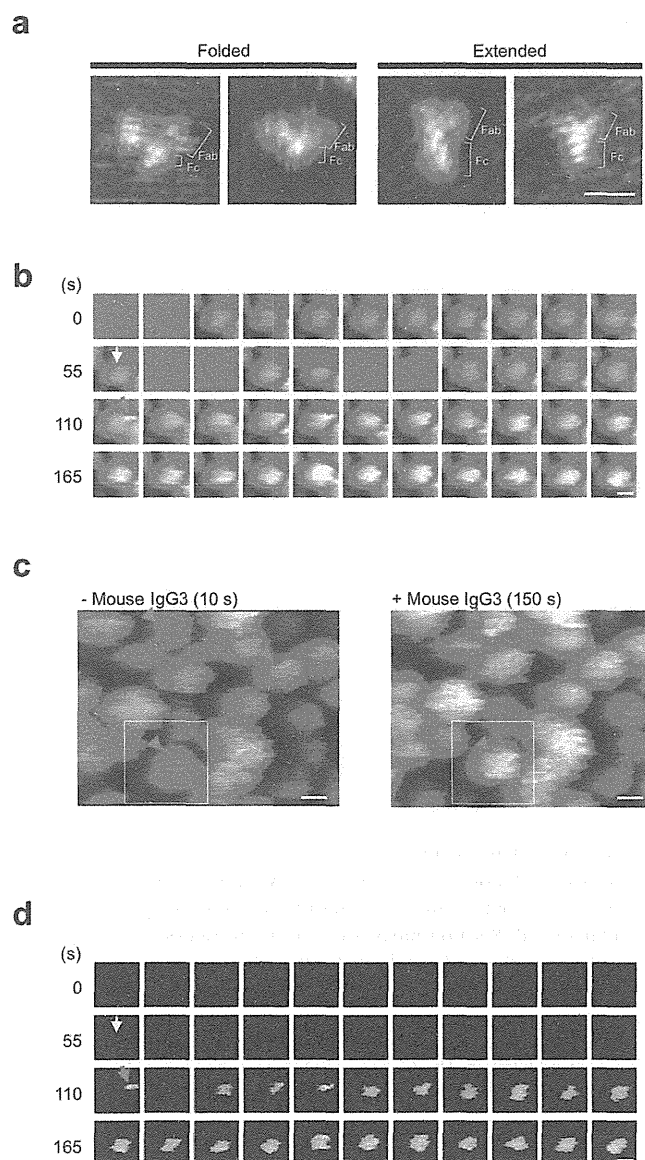 a
Folded Extended
Fab
Fc
Fab
Fc
Fab
Fc
Fab
Fc
b
(s)
0
55
110
165
c
- Mouse IgG3 (10 s) + Mouse IgG3 (150 s)
d
(s)
0
55
110
165